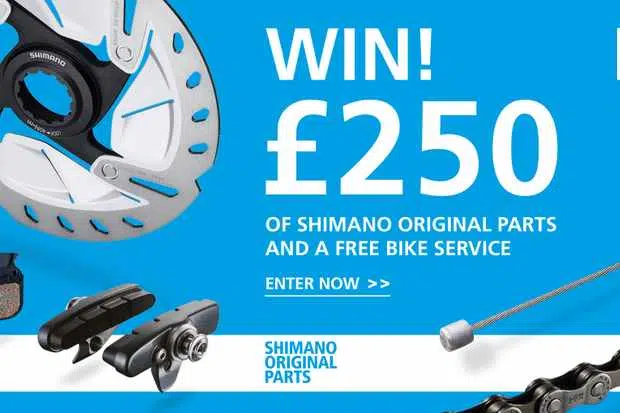 SHIMANO
WIN!
£250
OF SHIMANO ORIGINAL PARTS
AND A FREE BIKE SERVICE
ENTER NOW >>
SHIMANO
ORIGINAL
PARTS